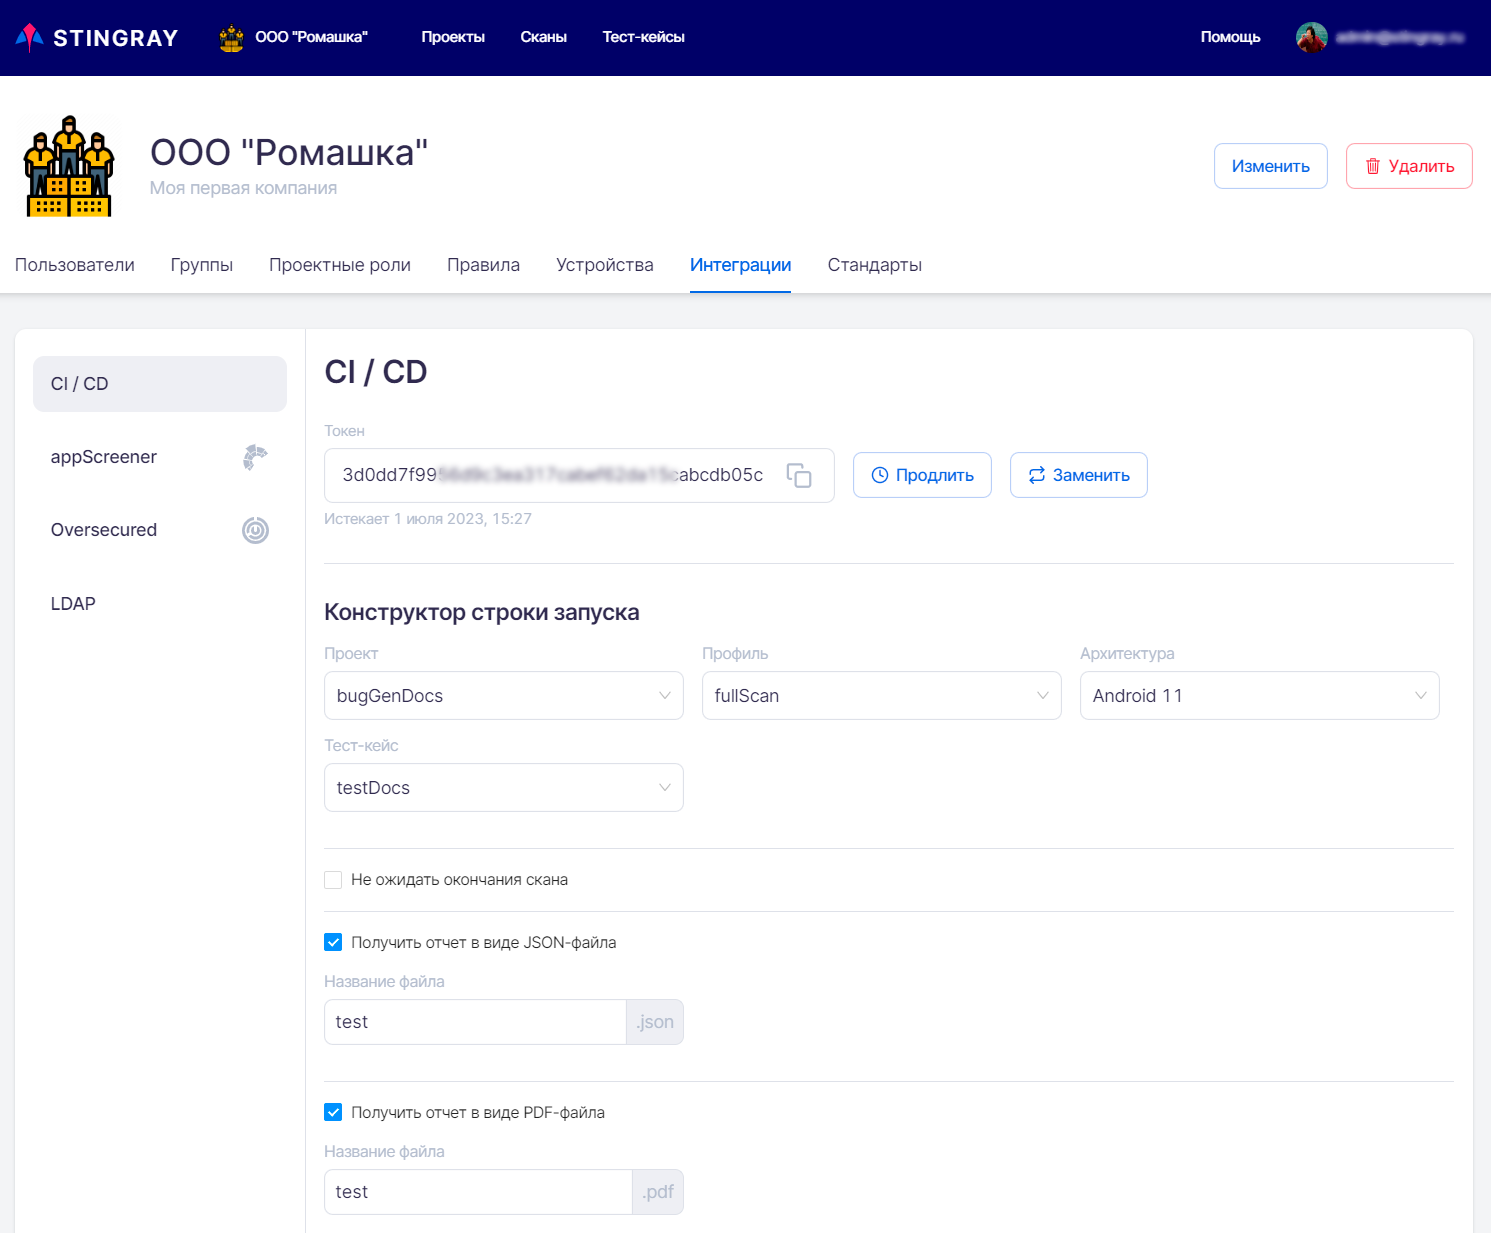 STINGRAY ООО "Ромашка" Проекты Сканы Тест-кейсы Помощь
ООО "Ромашка"
Моя первая компания
Изменить Удалить
Пользователи Группы Проектные роли Правила Устройства Интеграции Стандарты
CI / CD
appScreener
Oversecured
LDAP
CI / CD
Токен
3d0dd7f99 abcdb05c Продлить Заменить
Истекает 1 июля 2023, 15:27
Конструктор строки запуска
Проект Профиль Архитектура
bugGenDocs fullScan Android 11
Тест-кейс
testDocs
Не ожидать окончания скана
Получить отчет в виде JSON-файла
Название файла
test .json
Получить отчет в виде PDF-файла
Название файла
test .pdf